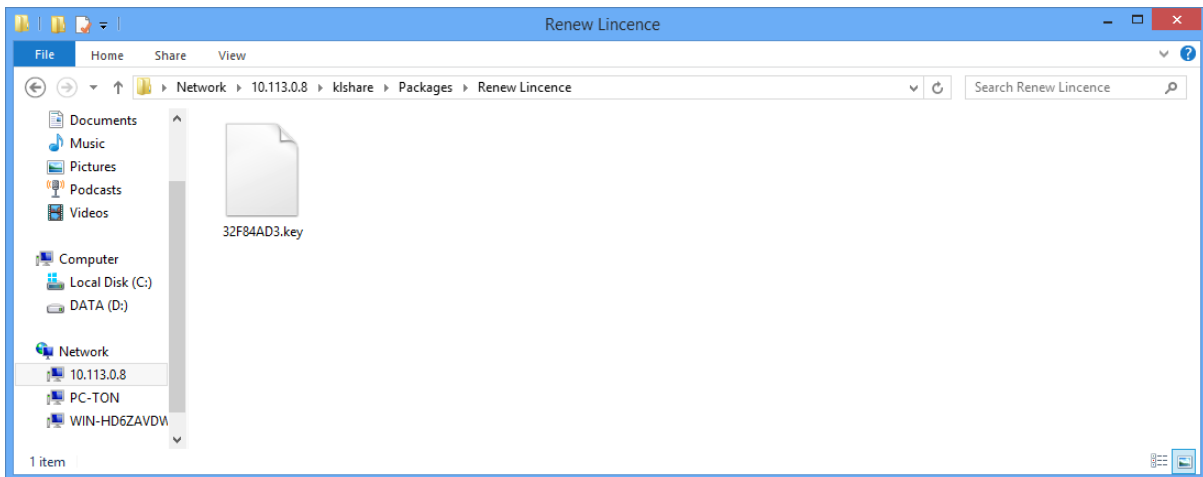 Renew Lincence
File Home Share View
Network 10.113.0.8 klshare Packages Renew Lincence
Search Renew Lincence
Documents
Music
Pictures
Podcasts
Videos
Computer
Local Disk (C:)
DATA (D:)
Network
10.113.0.8
PC-TON
WIN-HD6ZAVDW
32F84AD3.key
1 item